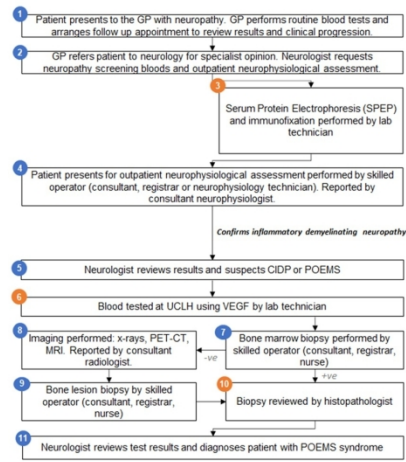 1
Patient presents to the GP with neuropathy. GP performs routine blood tests and
arranges follow up appointment to review results and clinical progression.
2
GP refers patient to neurology for specialist opinion. Neurologist requests
neuropathy screening bloods and outpatient neurophysiological assessment.
3
Serum Protein Electrophoresis (SPEP)
and immunofixation performed by lab
technician
4
Patient presents for outpatient neurophysiological assessment performed by skilled
operator (consultant, registrar or neurophysiology technician). Reported by
consultant neurophysiologist.
Confirms inflammatory demyelinating neuropathy
5
Neurologist reviews results and suspects CIDP or POEMS
6
Blood tested at UCLH using VEGF by lab technician
8
Imaging performed: x-rays, PET-CT,
MRI. Reported by consultant
radiologist.
-ve
7
Bone marrow biopsy performed by
skilled operator (consultant, registrar,
nurse)
+ve
9
Bone lesion biopsy by skilled
operator (consultant, registrar,
nurse)
10
Biopsy reviewed by histopathologist
11
Neurologist reviews test results and diagnoses patient with POEMS syndrome